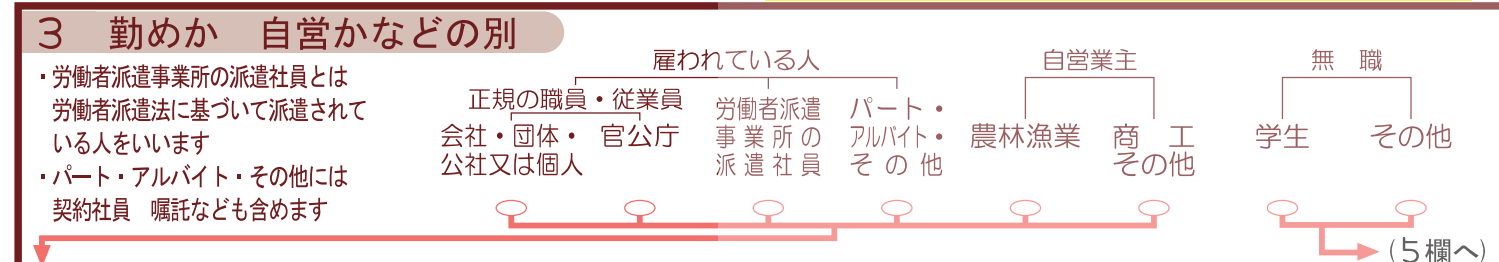 3 勤めか 自営かなどの別
・労働者派遣事業所の派遣社員とは
労働者派遣法に基づいて派遣されて
いる人をいいます
・パート・アルバイト・その他には
契約社員 嘱託なども含めます
雇われている人
正規の職員・従業員
会社・団体・
公社又は個人
官公庁
労働者派遣
事業所の
派遣社員
パート・
アルバイト・
その他
自営業主
農林漁業
商工
その他
無職
学生
その他
(5欄へ)